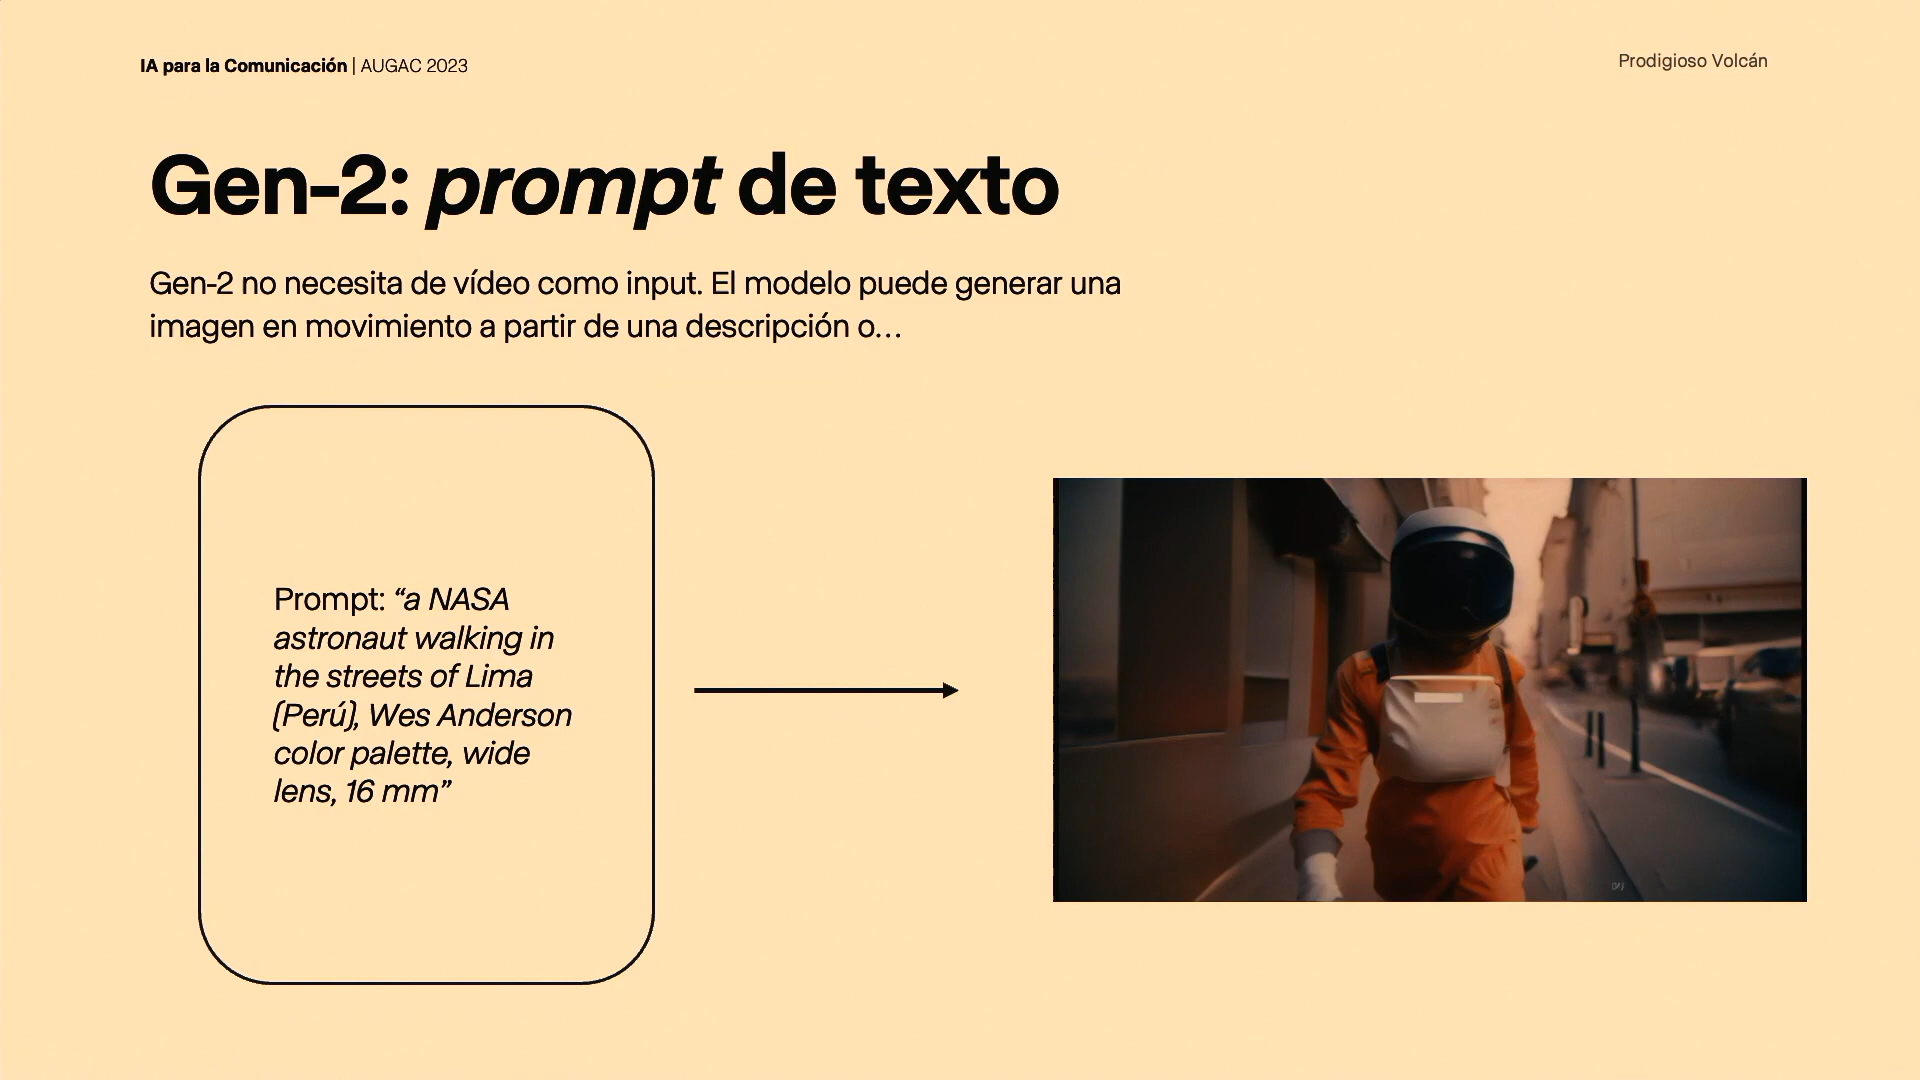 IA para la Comunicación | AUGAC 2023
Prodigioso Volcán
Gen-2: prompt de texto
Gen-2 no necesita de vídeo como input. El modelo puede generar una
imagen en movimiento a partir de una descripción o…
Prompt: “a NASA
astronaut walking in
the streets of Lima
(Perú), Wes Anderson
color palette, wide
lens, 16 mm”